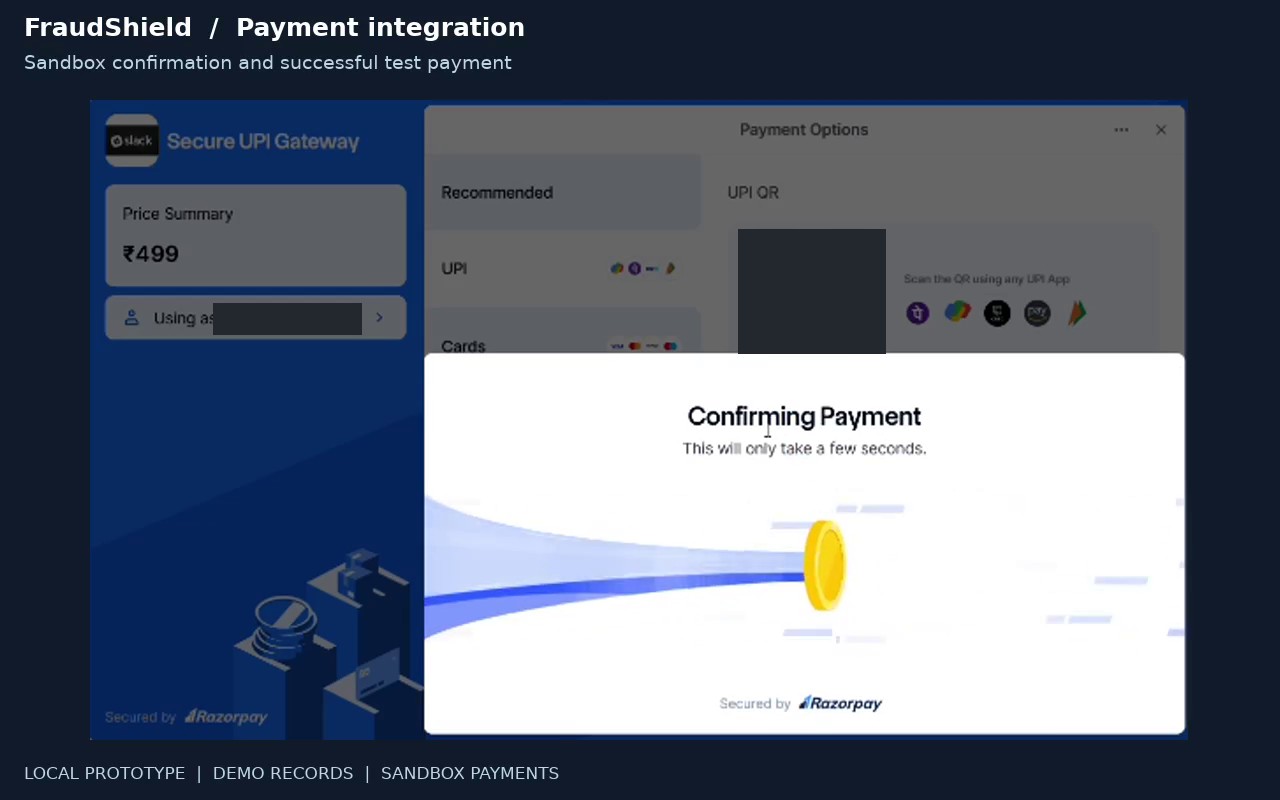 FraudShield / Payment integration
Sandbox confirmation and successful test payment
slack
Secure UPI Gateway
Price Summary
₹499
Using as
Secured by Razorpay
Payment Options
Recommended
UPI
Cards
VISA
UPI QR
Scan the QR using any UPI App
पे
pay
Confirming Payment
This will only take a few seconds.
Secured by Razorpay
LOCAL PROTOTYPE | DEMO RECORDS | SANDBOX PAYMENTS